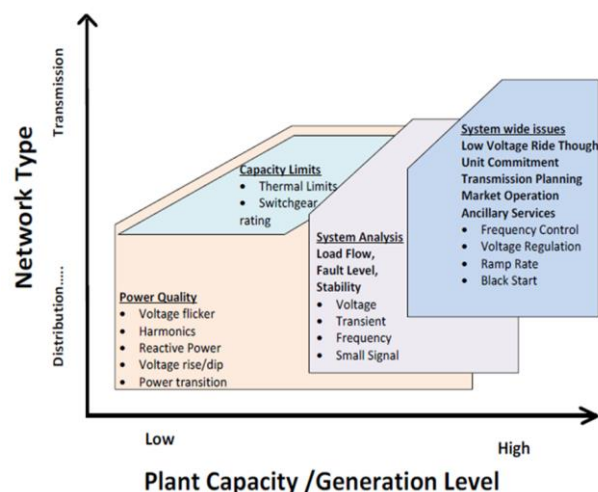 Network Type
Transmission
Distribution.....
Capacity Limits
• Thermal Limits
• Switchgear
rating
Power Quality
• Voltage flicker
• Harmonics
• Reactive Power
• Voltage rise/dip
• Power transition
System Analysis
Load Flow,
Fault Level,
Stability
• Voltage
• Transient
• Frequency
• Small Signal
System wide issues
Low Voltage Ride Though
Unit Commitment
Transmission Planning
Market Operation
Ancillary Services
• Frequency Control
• Voltage Regulation
• Ramp Rate
• Black Start
Low
High
Plant Capacity /Generation Level